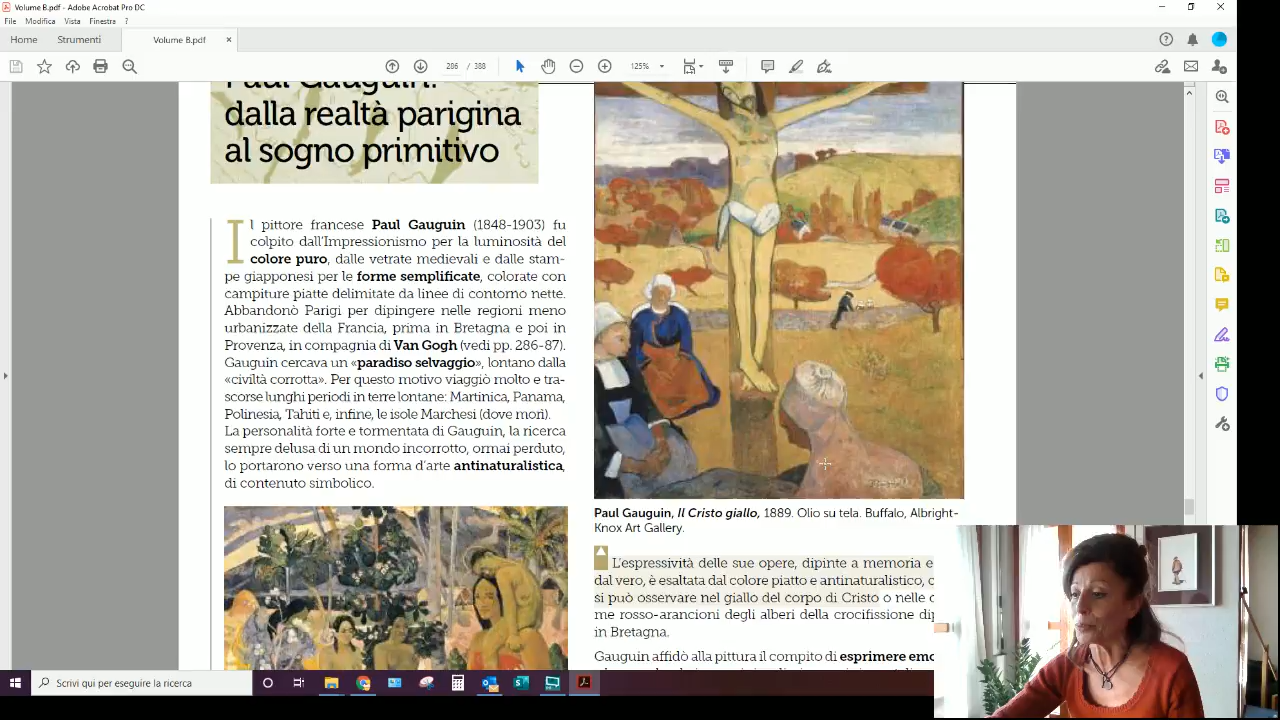 Volume B.pdf - Adobe Acrobat Pro DC
File Modifica Vista Finestra ?
Home Strumenti Volume B.pdf ×
286 / 388 125%
Paul Gauguin:
dalla realtà parigina
al sogno primitivo
Il pittore francese Paul Gauguin (1848-1903) fu
colpito dall'Impressionismo per la luminosità del
colore puro, dalle vetrate medievali e dalle stam-
pe giapponesi per le forme semplificate, colorate con
campiture piatte delimitate da linee di contorno nette.
Abbandonò Parigi per dipingere nelle regioni meno
urbanizzate della Francia, prima in Bretagna e poi in
Provenza, in compagnia di Van Gogh (vedi pp. 286-87).
Gauguin cercava un «paradiso selvaggio», lontano dalla
«civiltà corrotta». Per questo motivo viaggiò molto e tra-
scorse lunghi periodi in terre lontane: Martinica, Panama,
Polinesia, Tahiti e, infine, le isole Marchesi (dove morì).
La personalità forte e tormentata di Gauguin, la ricerca
sempre delusa di un mondo incorrotto, ormai perduto,
lo portarono verso una forma d'arte antinaturalistica,
di contenuto simbolico.
Paul Gauguin, Il Cristo giallo, 1889. Olio su tela. Buffalo, Albright-
Knox Art Gallery.
L'espressività delle sue opere, dipinte a memoria e
dal vero, è esaltata dal colore piatto e antinaturalistico, c
si può osservare nel giallo del corpo di Cristo o nelle c
me rosso-arancioni degli alberi della crocifissione dip
in Bretagna.
Gauguin affidò alla pittura il compito di esprimere emo
Scrivi qui per eseguire la ricerca